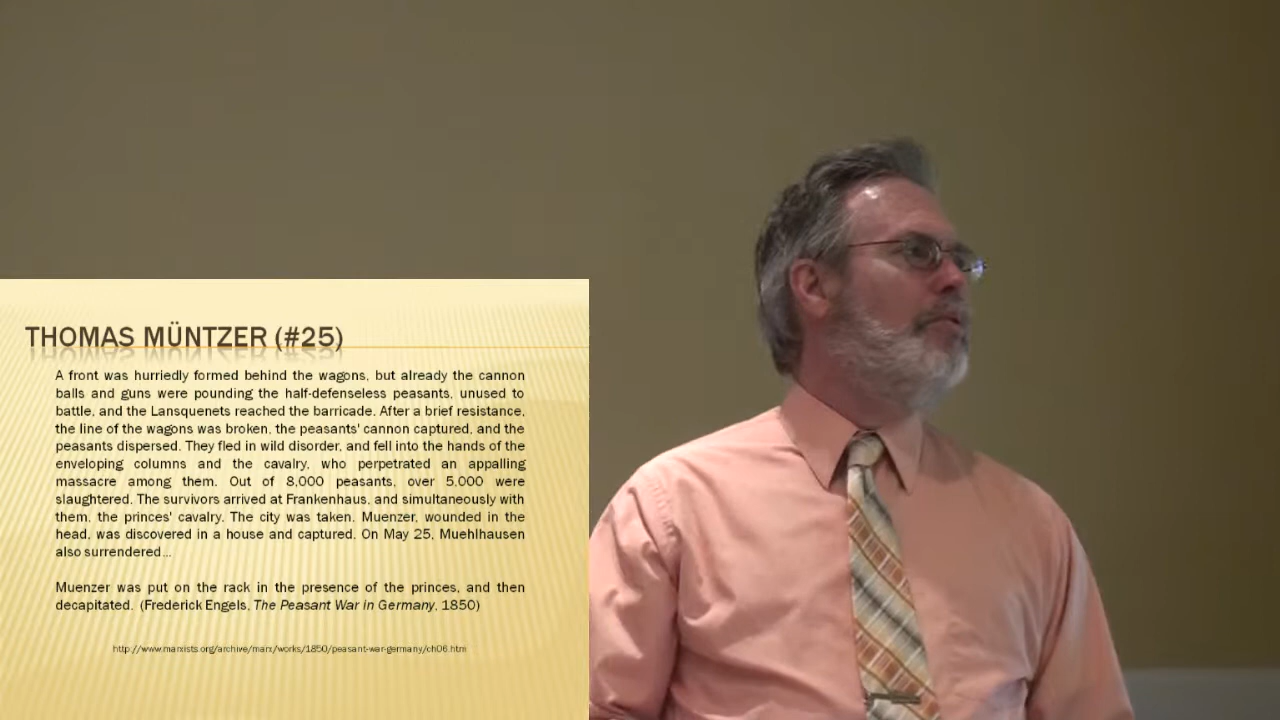 THOMAS MÜNTZER (#25)
A front was hurriedly formed behind the wagons, but already the cannon
balls and guns were pounding the half-defenseless peasants, unused to
battle, and the Lansquenets reached the barricade. After a brief resistance,
the line of the wagons was broken, the peasants' cannon captured, and the
peasants dispersed. They fled in wild disorder, and fell into the hands of the
enveloping columns and the cavalry, who perpetrated an appalling
massacre among them. Out of 8,000 peasants, over 5,000 were
slaughtered. The survivors arrived at Frankenhaus, and simultaneously with
them, the princes' cavalry. The city was taken. Muenzer, wounded in the
head, was discovered in a house and captured. On May 25, Muehlhausen
also surrendered...
Muenzer was put on the rack in the presence of the princes, and then
decapitated. (Frederick Engels, The Peasant War in Germany, 1850)
http://www.marxists.org/archive/marx/works/1850/peasant-war-germany/ch06.htm